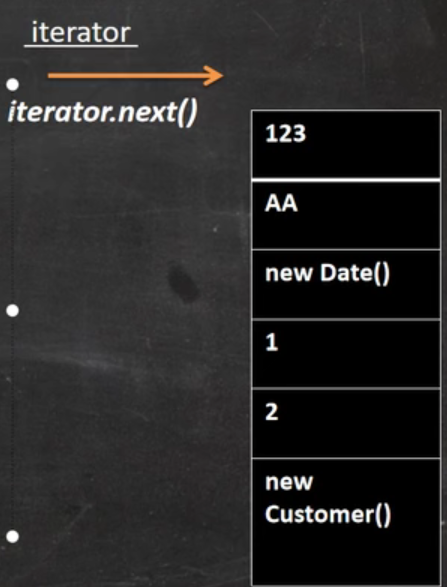 iterator
iterator.next()
123
AA
new Date()
1
2
new
Customer()